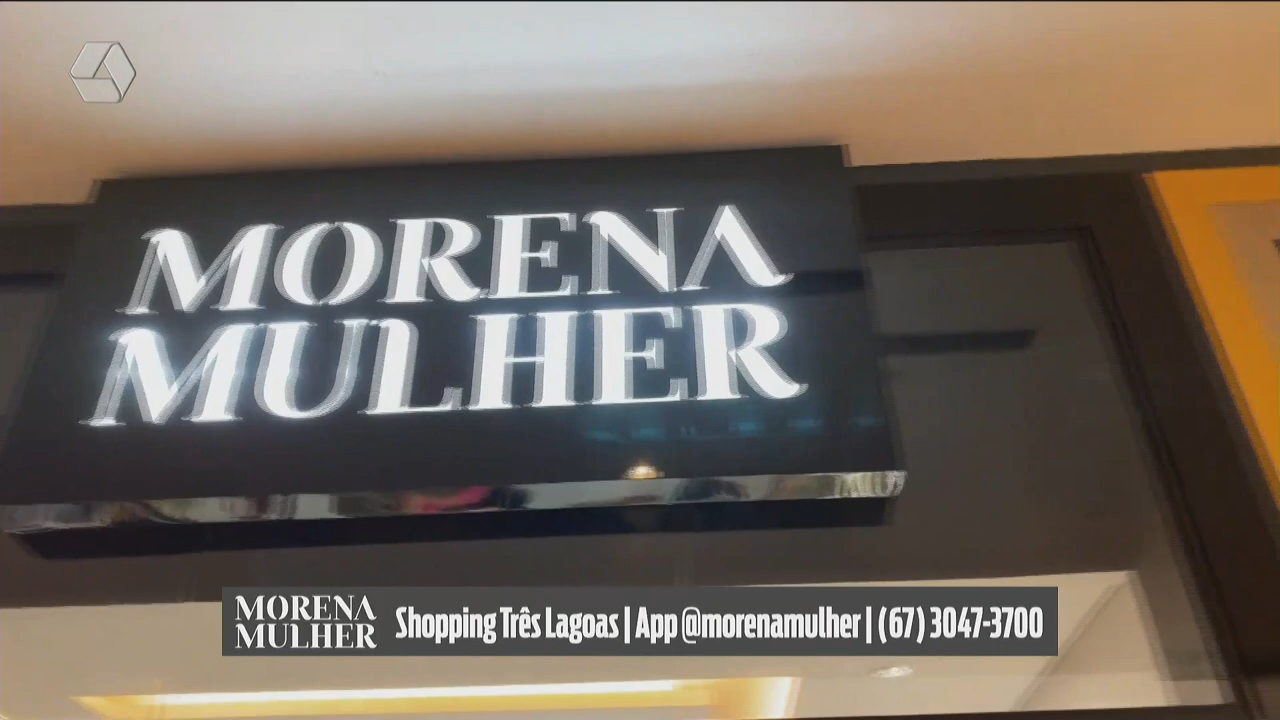 MORENA
MULHER
MORENA
MULHER
Shopping Três Lagoas | App @morenamulher | (67) 3047-3700